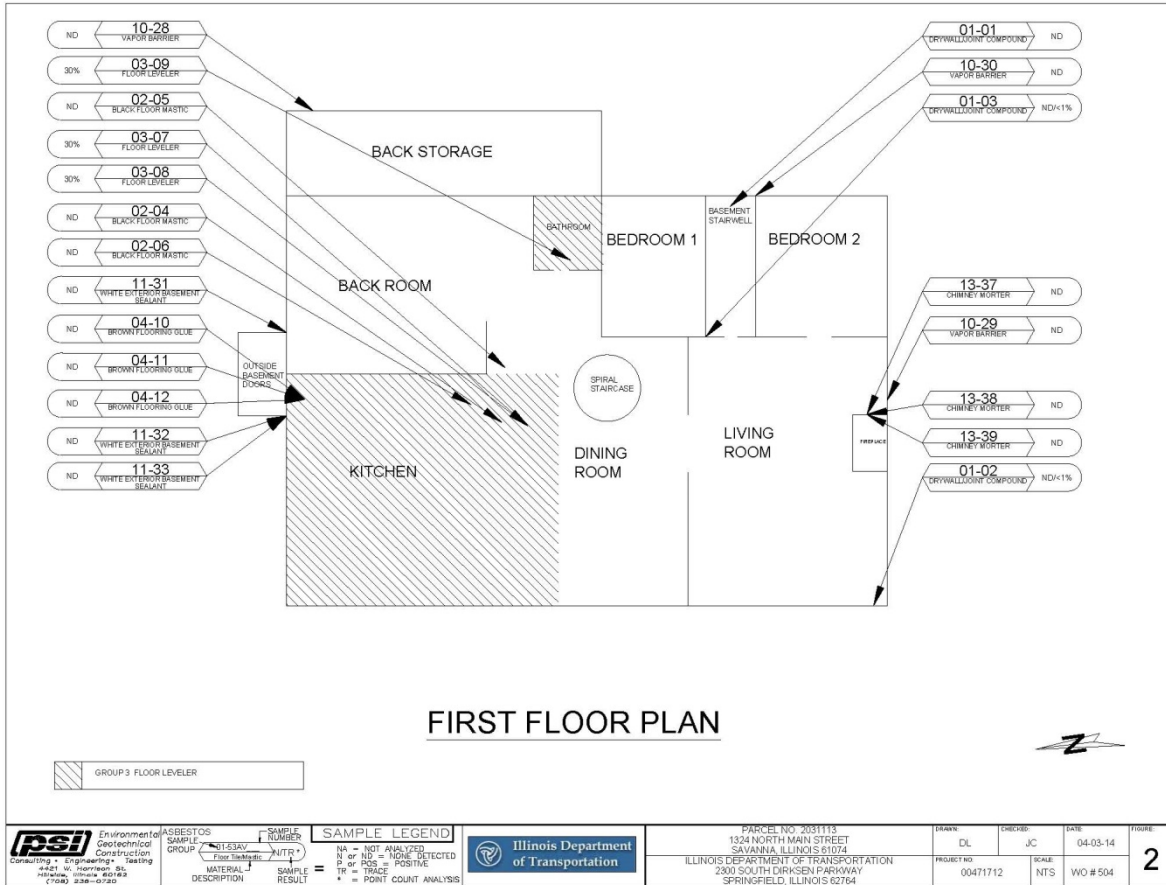 10-28
VAPOR BARRIER
ND
03-09
FLOOR LEVELER
30%
02-05
BLACK FLOOR MASTIC
ND
03-07
FLOOR LEVELER
30%
03-08
FLOOR LEVELER
30%
02-04
BLACK FLOOR MASTIC
ND
02-06
BLACK FLOOR MASTIC
ND
11-31
WHITE EXTERIOR BASEMENT
SEALANT
ND
04-10
BROWN FLOORING GLUE
ND
04-11
BROWN FLOORING GLUE
ND
04-12
BROWN FLOORING GLUE
ND
11-32
WHITE EXTERIOR BASEMENT
SEALANT
ND
11-33
WHITE EXTERIOR BASEMENT
SEALANT
ND
01-01
DRYWALL/JOINT COMPOUND
ND
10-30
VAPOR BARRIER
ND
01-03
DRYWALL/JOINT COMPOUND
ND/<1%
13-37
CHIMNEY MORTER
ND
10-29
VAPOR BARRIER
ND
13-38
CHIMNEY MORTER
ND
13-39
CHIMNEY MORTER
ND
01-02
DRYWALL/JOINT COMPOUND
ND/<1%
BACK STORAGE
BATHROOM
BEDROOM 1
BASEMENT
STAIRWELL
BEDROOM 2
BACK ROOM
OUTSIDE
BASEMENT
DOORS
SPIRAL
STAIRCASE
KITCHEN
DINING
ROOM
LIVING
ROOM
FIREPLACE
FIRST FLOOR PLAN
Z
GROUP 3 FLOOR LEVELER
psi
Environmental
Geotechnical
Construction
Consulting • Engineering • Testing
4421 W. Harrison St.
Hillside, Illinois 60162
(708) 236-0720
ASBESTOS
SAMPLE
GROUP
SAMPLE
NUMBER
01-53AV
Floor Tile/Mastic
N/TR *
MATERIAL
DESCRIPTION
SAMPLE
RESULT
=
SAMPLE LEGEND
NA = NOT ANALYZED
N or ND = NONE DETECTED
P or POS = POSITIVE
TR = TRACE
* = POINT COUNT ANALYSIS
Illinois Department
of Transportation
PARCEL NO. 2031113
1324 NORTH MAIN STREET
SAVANNA, ILLINOIS 61074
ILLINOIS DEPARTMENT OF TRANSPORTATION
2300 SOUTH DIRKSEN PARKWAY
SPRINGFIELD, ILLINOIS 62764
DRAWN:
DL
CHECKED:
JC
DATE:
04-03-14
FIGURE:
2
PROJECT NO:
00471712
SCALE:
NTS
WO # 504